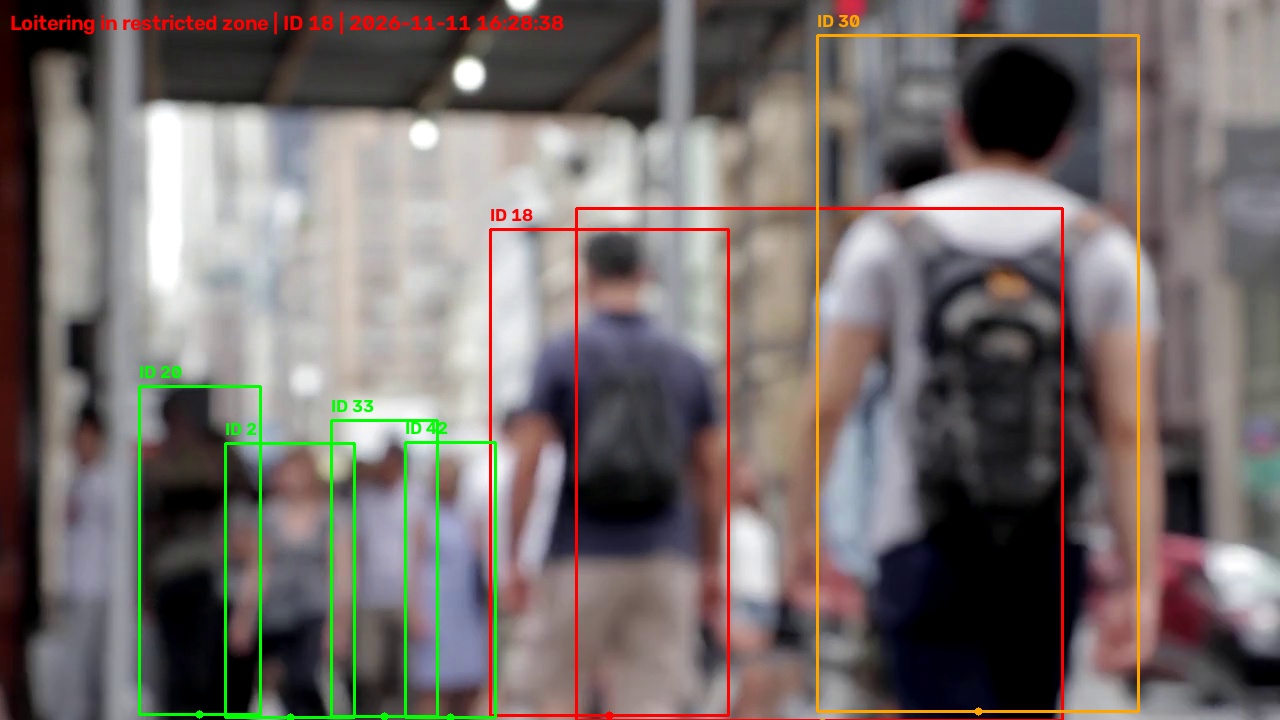 Loitering in restricted zone | ID 18 | 2026-11-11 16:28:38
ID 30
ID 18
ID 20
ID 33
ID 2
ID 42